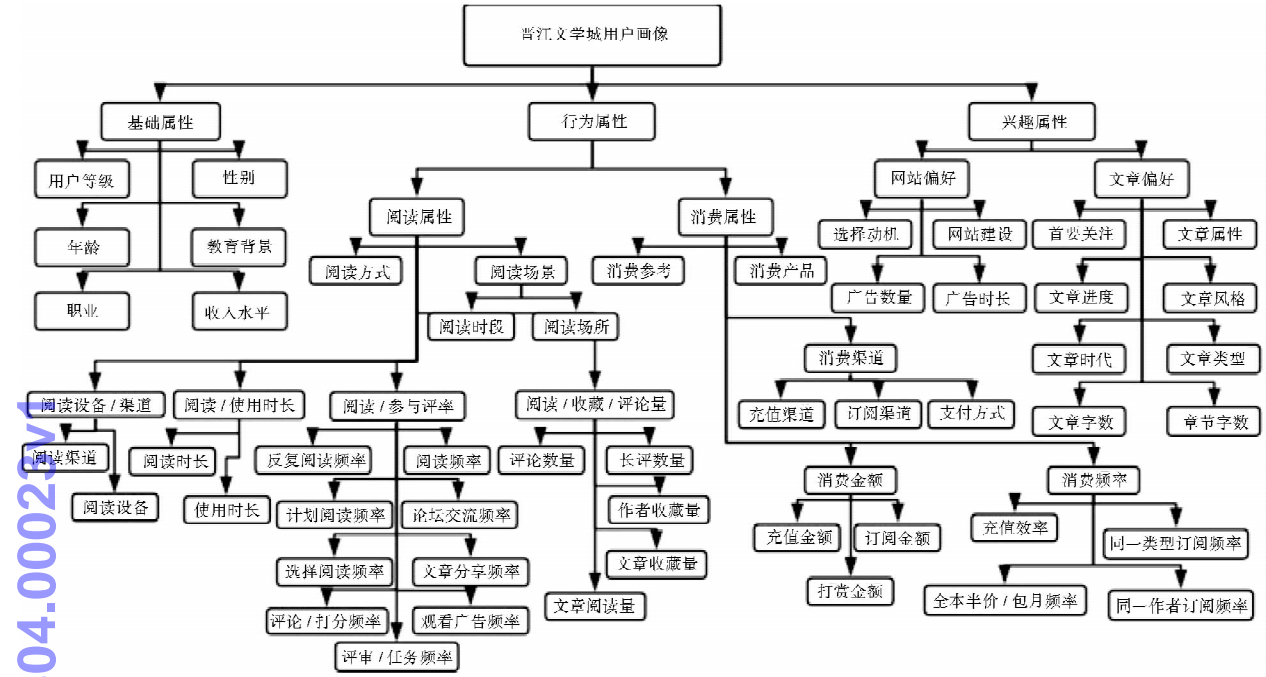 晋江文学城用户画像
基础属性
行为属性
兴趣属性
用户等级
性别
网站偏好
文章偏好
年龄
教育背景
阅读属性
消费属性
选择动机
网站建设
首要关注
文章属性
职业
收入水平
阅读方式
阅读场景
消费参考
消费产品
广告数量
广告时长
文章进度
文章风格
阅读时段
阅读场所
消费渠道
文章时代
文章类型
阅读设备/渠道
阅读/使用时长
阅读/参与评率
阅读/收藏/评论量
充值渠道
订阅渠道
支付方式
文章字数
章节字数
阅读渠道
阅读时长
反复阅读频率
阅读频率
评论数量
长评数量
消费金额
消费频率
阅读设备
使用时长
计划阅读频率
论坛交流频率
作者收藏量
充值金额
订阅金额
充值效率
同一类型订阅频率
选择阅读频率
文章分享频率
文章收藏量
打赏金额
全本半价/包月频率
同一作者订阅频率
评论/打分频率
观看广告频率
文章阅读量
评审/任务频率
04.00023v1